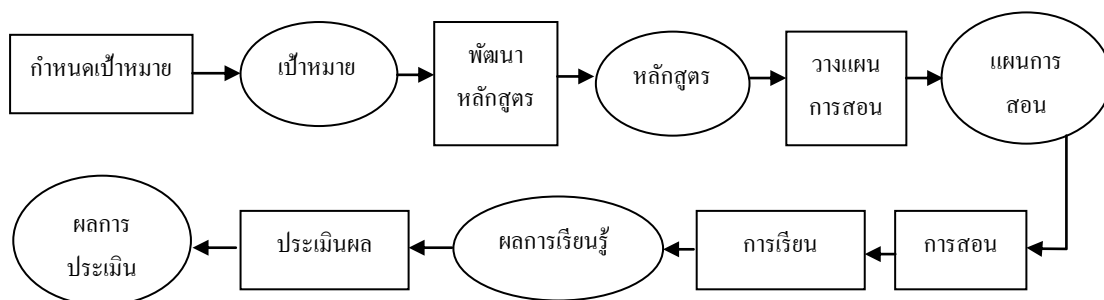 กำหนดเป้าหมาย
เป้าหมาย
พัฒนา
หลักสูตร
หลักสูตร
วางแผน
การสอน
แผนการ
สอน
การสอน
การเรียน
ผลการเรียนรู้
ประเมินผล
ผลการ
ประเมิน